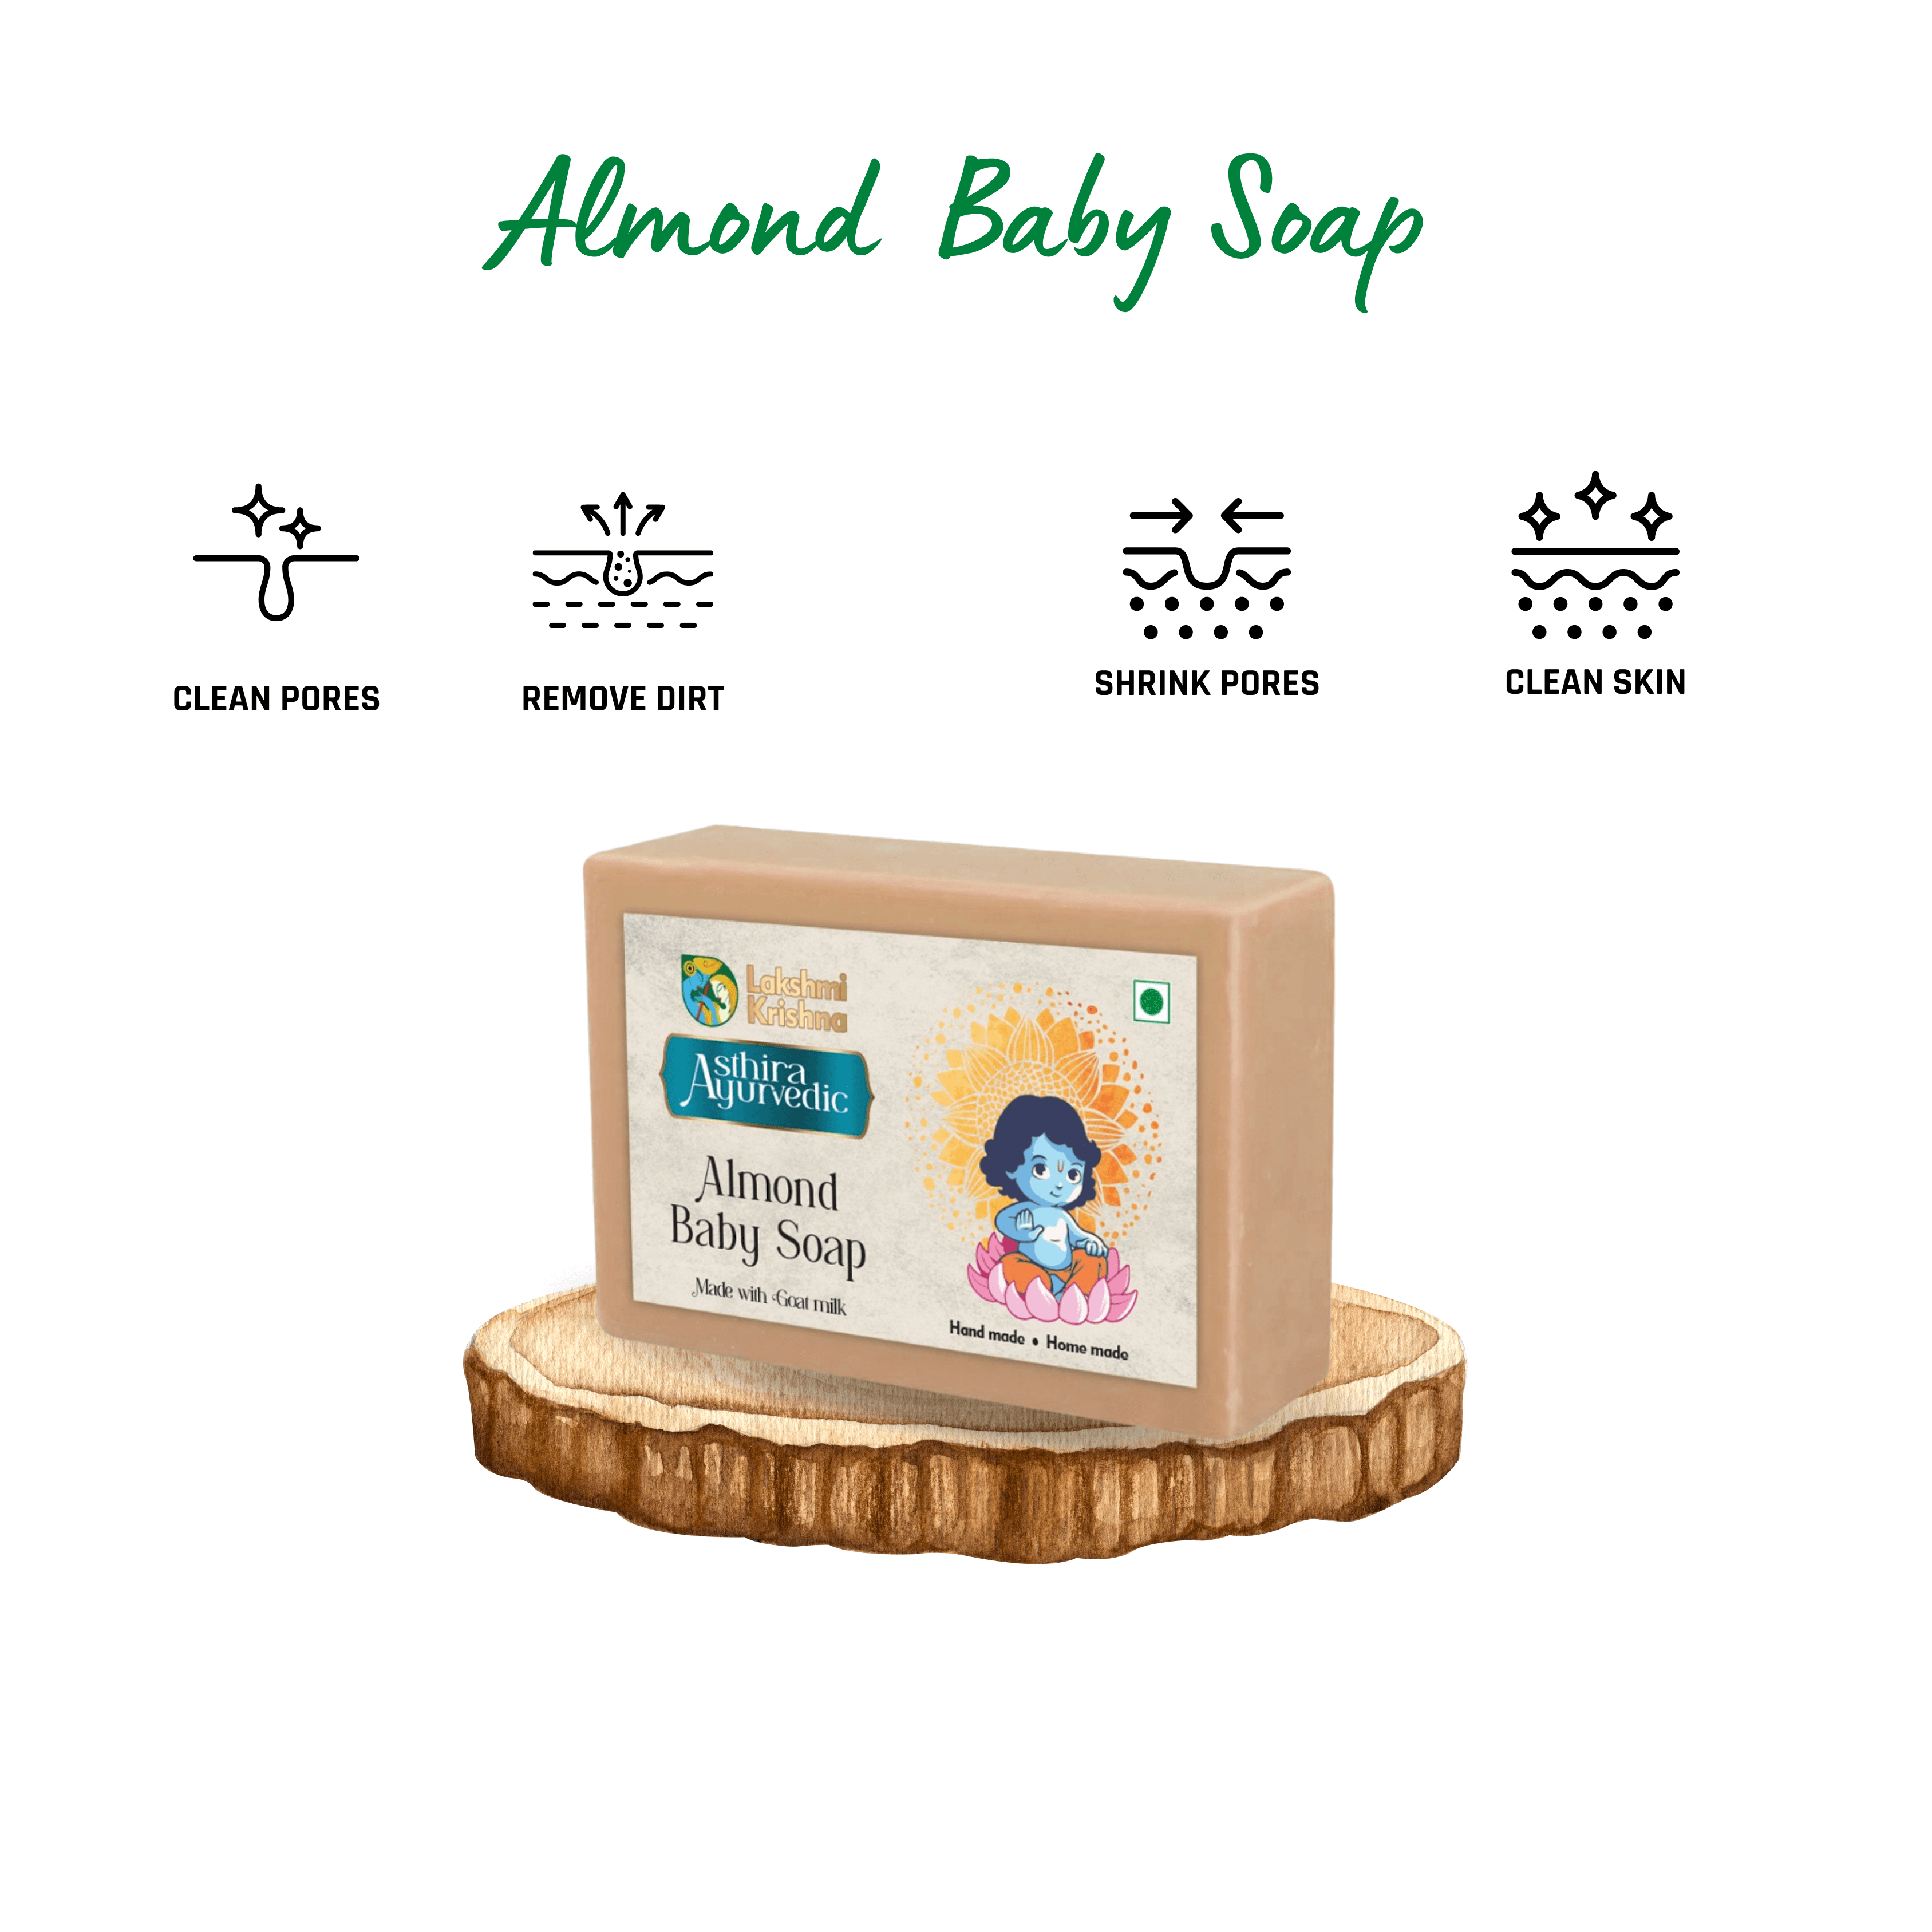 Almond Baby Soap
CLEAN PORES
REMOVE DIRT
SHRINK PORES
CLEAN SKIN
Lakshmi
Krishna
Asthira
Ayurvedic
Almond
Baby Soap
Made with Goat milk
Hand made • Home made